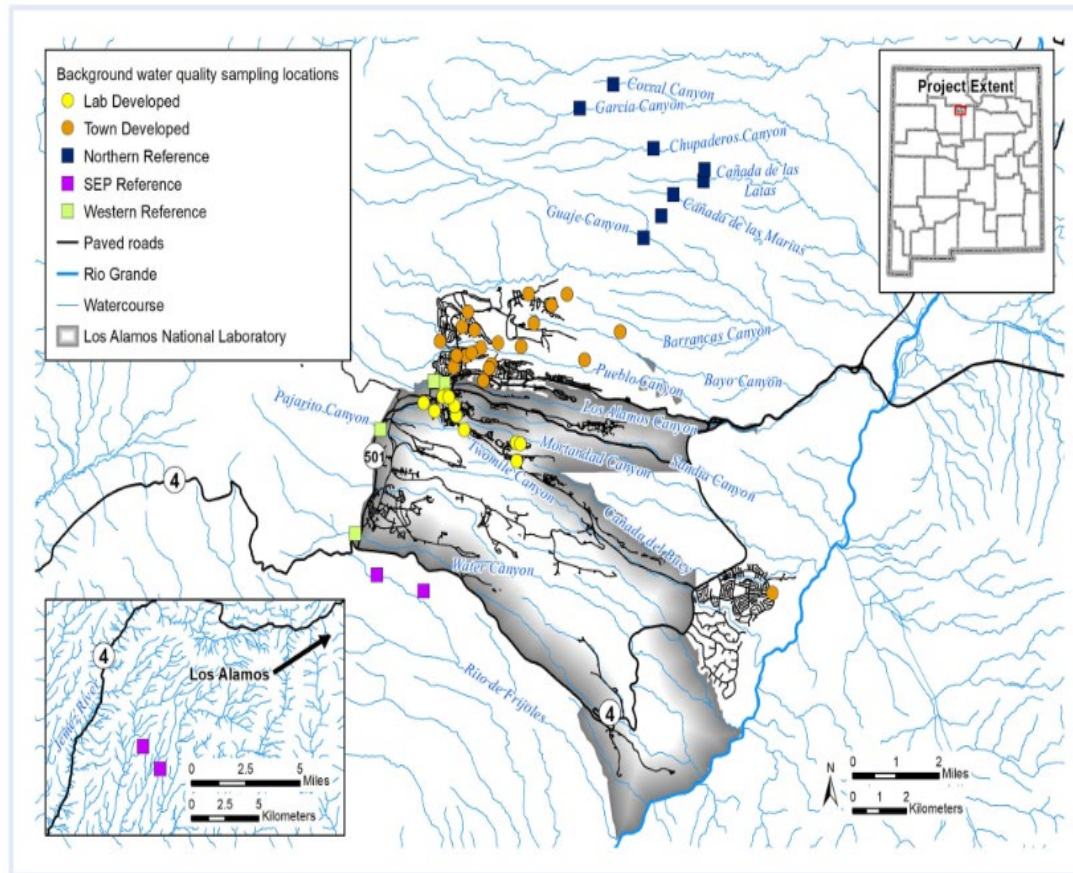 Background water quality sampling locations
Lab Developed
Town Developed
Northern Reference
SEP Reference
Western Reference
Paved roads
Rio Grande
Watercourse
Los Alamos National Laboratory
Project Extent
Corral Canyon
Garcia Canyon
Chupaderos Canyon
Cañada de las
Latas
Guaje Canyon
Cañada de las Marias
Barrancas Canyon
Bayo Canyon
Pueblo Canyon
Los Alamos Canyon
Pajarito Canyon
Mortandad Canyon
Sandia Canyon
Twomile Canyon
501
4
Cañada del Buey
Water Canyon
Rito de Frijoles
4
4
Los Alamos
Jemez River
0 2.5 5
Miles
0 2.5 5
Kilometers
N
0 1 2
Miles
0 1 2
Kilometers